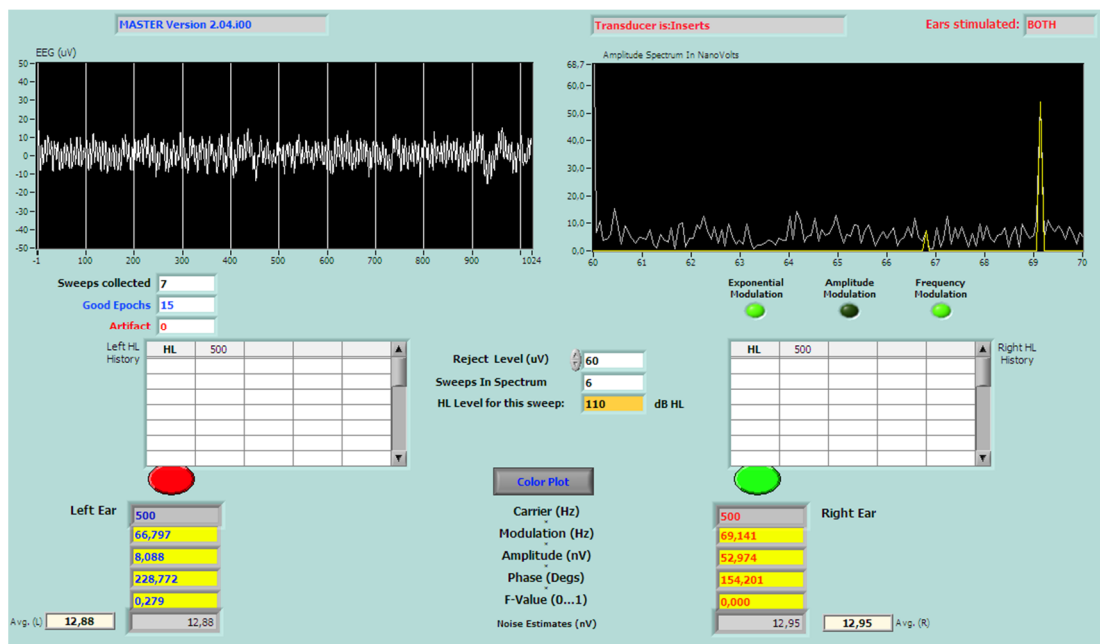 MASTER Version 2.04.i00
Transducer is:Inserts
Ears stimulated: BOTH
EEG (uV)
50
40
30
20
10
0
-10
-20
-30
-40
-50
-1 100 200 300 400 500 600 700 800 900 1024
Amplitude Spectrum In NanoVolts
68,7
60,0
50,0
40,0
30,0
20,0
10,0
0,0
60 61 62 63 64 65 66 67 68 69 70
Sweeps collected 7
Good Epochs 15
Artifact 0
Exponential Modulation
Amplitude Modulation
Frequency Modulation
Left HL History
HL 500
Reject Level (uV) 60
Sweeps In Spectrum 6
HL Level for this sweep: 110 dB HL
HL 500
Right HL History
Color Plot
Left Ear 500 Carrier (Hz) 500 Right Ear
66,797 Modulation (Hz) 69,141
8,088 Amplitude (nV) 52,974
228,772 Phase (Degs) 154,201
0,279 F-Value (0...1) 0,000
Avg. (L) 12,88 12,88 Noise Estimates (nV) 12,95 12,95 Avg. (R)